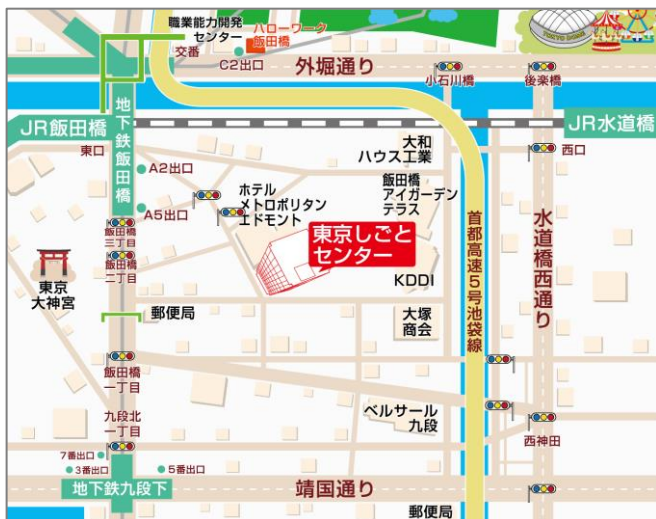 職業能力開発
センター
ハローワーク
飯田橋
交番
C2出口
TOKYO DOME
外堀通り
小石川橋
後楽橋
JR飯田橋
地下鉄飯田橋
JR水道橋
東口
西口
A2出口
大和
ハウス工業
ホテル
メトロポリタン
エドモント
飯田橋
アイガーデン
テラス
A5出口
飯田橋
三丁目
東京しごと
センター
首都高速5号池袋線
水道橋西通り
飯田橋
二丁目
東京
大神宮
KDDI
郵便局
大塚
商会
飯田橋
一丁目
九段北
一丁目
ベルサール
九段
西神田
7番出口
3番出口
5番出口
地下鉄九段下
靖国通り
郵便局